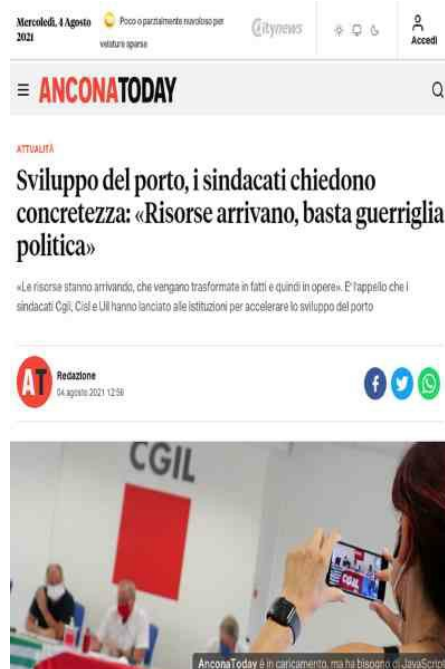 Mercoledì, 4 Agosto
2021
Poco o parzialmente nuvoloso per
velature sparse
Citynews
Accedi
ANCONATODAY
ATTUALITÀ
Sviluppo del porto, i sindacati chiedono
concretezza: «Risorse arrivano, basta guerriglia
politica»
«Le risorse stanno arrivando, che vengano trasformate in fatti e quindi in opere». E' l'appello che i
sindacati Cgil, Cisl e Uil hanno lanciato alle istituzioni per accelerare lo sviluppo del porto
AT
Redazione
04 agosto 2021 12:56
CGIL
CGIL
AnconaToday è in caricamento, ma ha bisogno di JavaScript